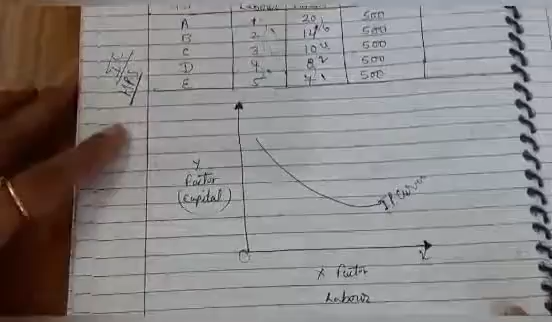 Labour
A 1 20 500
B 2 14 500
C 3 10 500
D 4 8 500
E 5 7 500
Y
Factor
(Capital)
IP Curve
O
X
X Factor
Labour